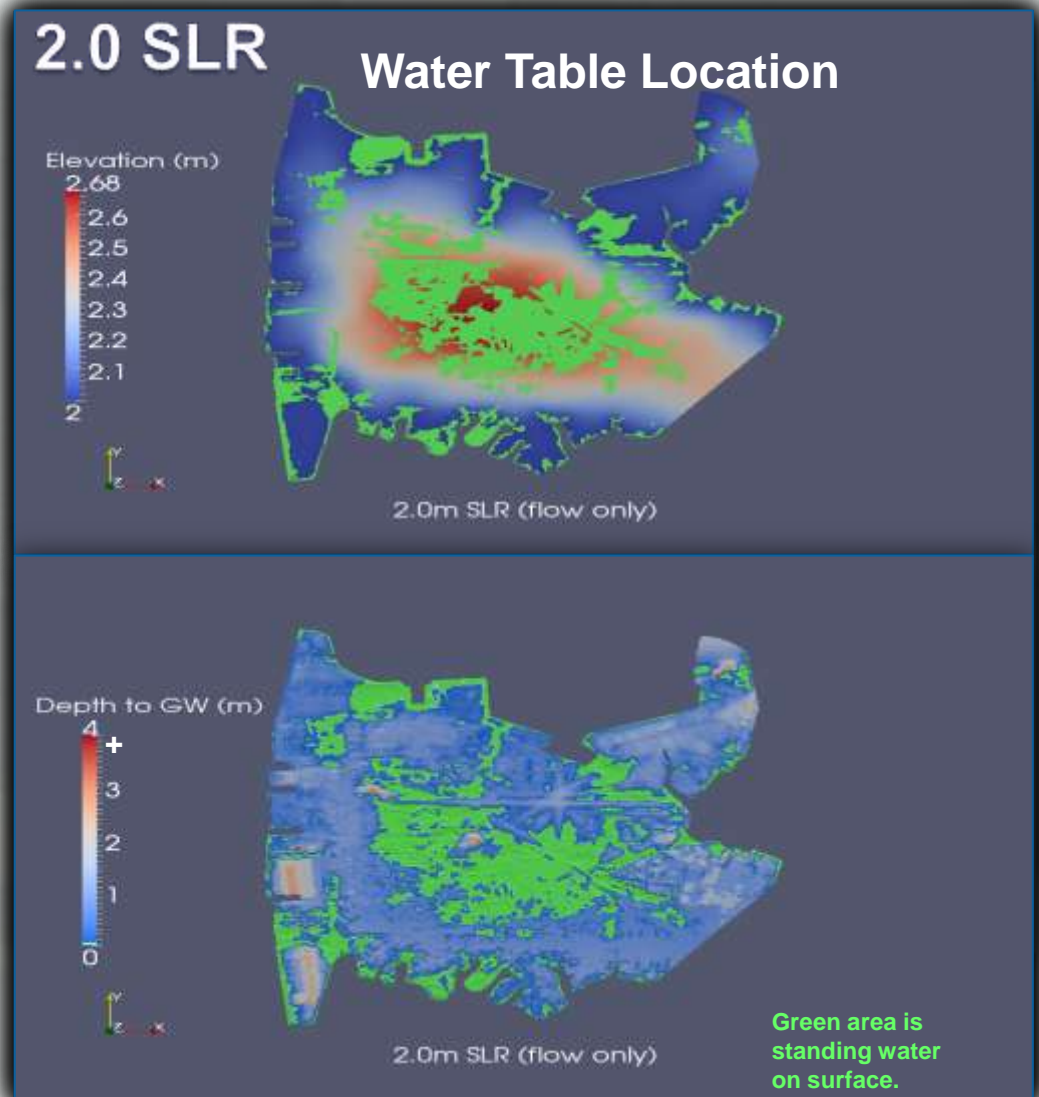 2.0 SLR
Water Table Location
Elevation (m)
2.68
2.6
2.5
2.4
2.3
2.2
2.1
2
Y
Z X
2.0m SLR (flow only)
Depth to GW (m)
4 +
3
2
1
0
Y
Z X
2.0m SLR (flow only)
Green area is
standing water
on surface.